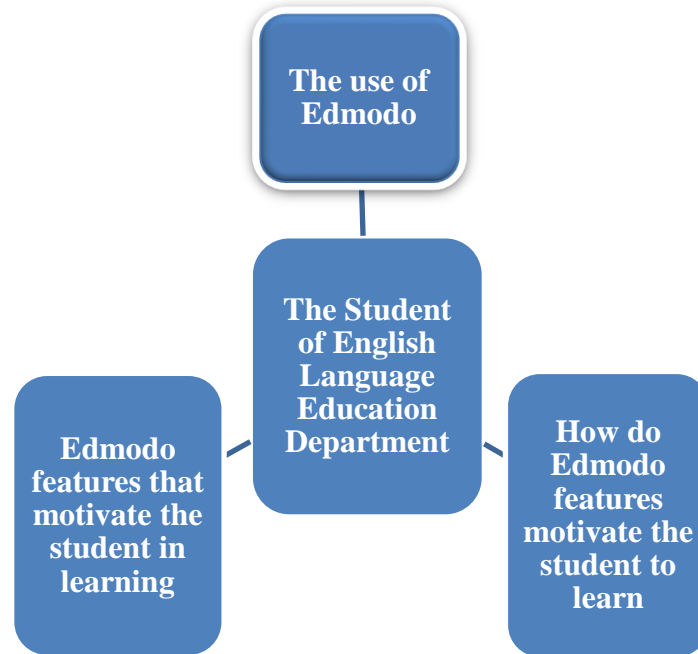 The use of
Edmodo
The Student
of English
Language
Education
Department
Edmodo
features that
motivate the
student in
learning
How do
Edmodo
features
motivate the
student to
learn